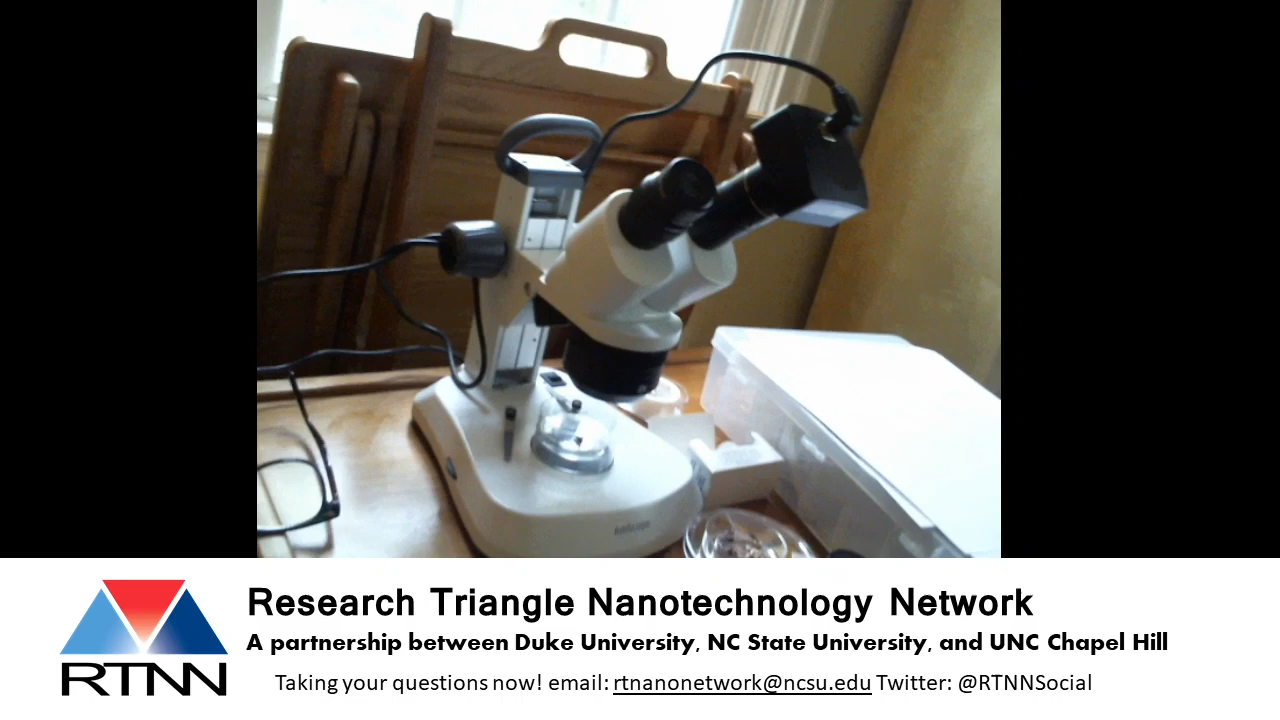 Research Triangle Nanotechnology Network
A partnership between Duke University, NC State University, and UNC Chapel Hill
RTNN
Taking your questions now! email: rtnanonetwork@ncsu.edu Twitter: @RTNNSocial